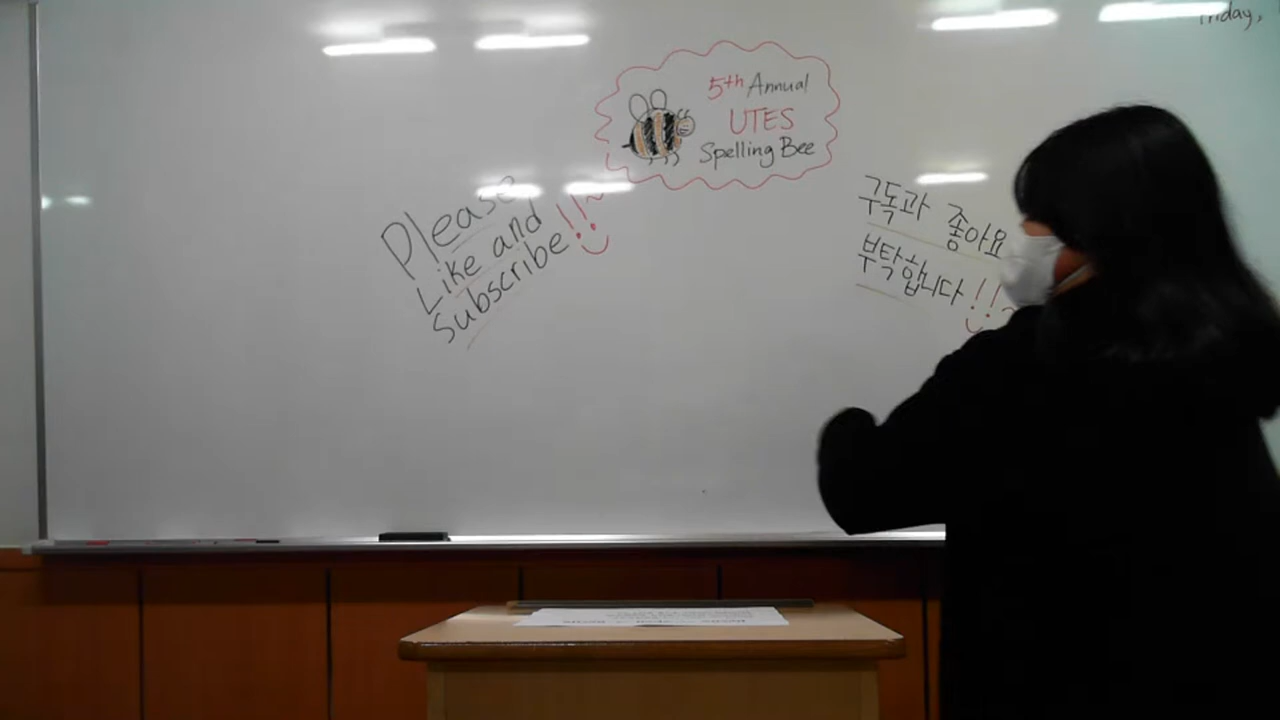 Friday,
5th Annual
UTES
Spelling Bee
Please
Like and
Subscribe!!~
구독과 좋아요
부탁합니다!!~